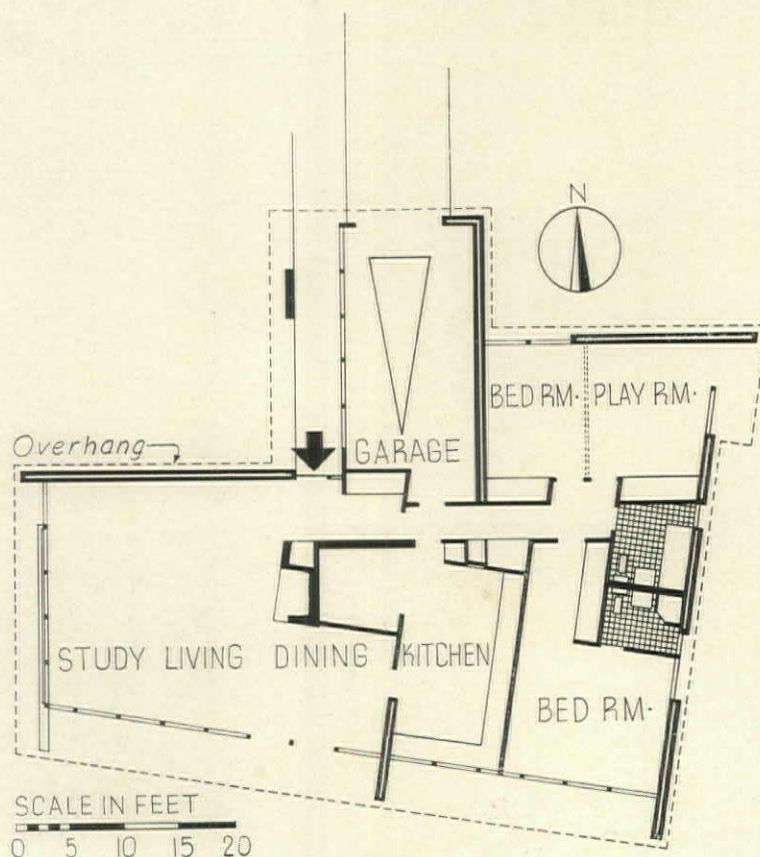 N
BED RM. PLAY RM.
GARAGE
Overhang
STUDY LIVING DINING KITCHEN
BED RM.
SCALE IN FEET
0 5 10 15 20